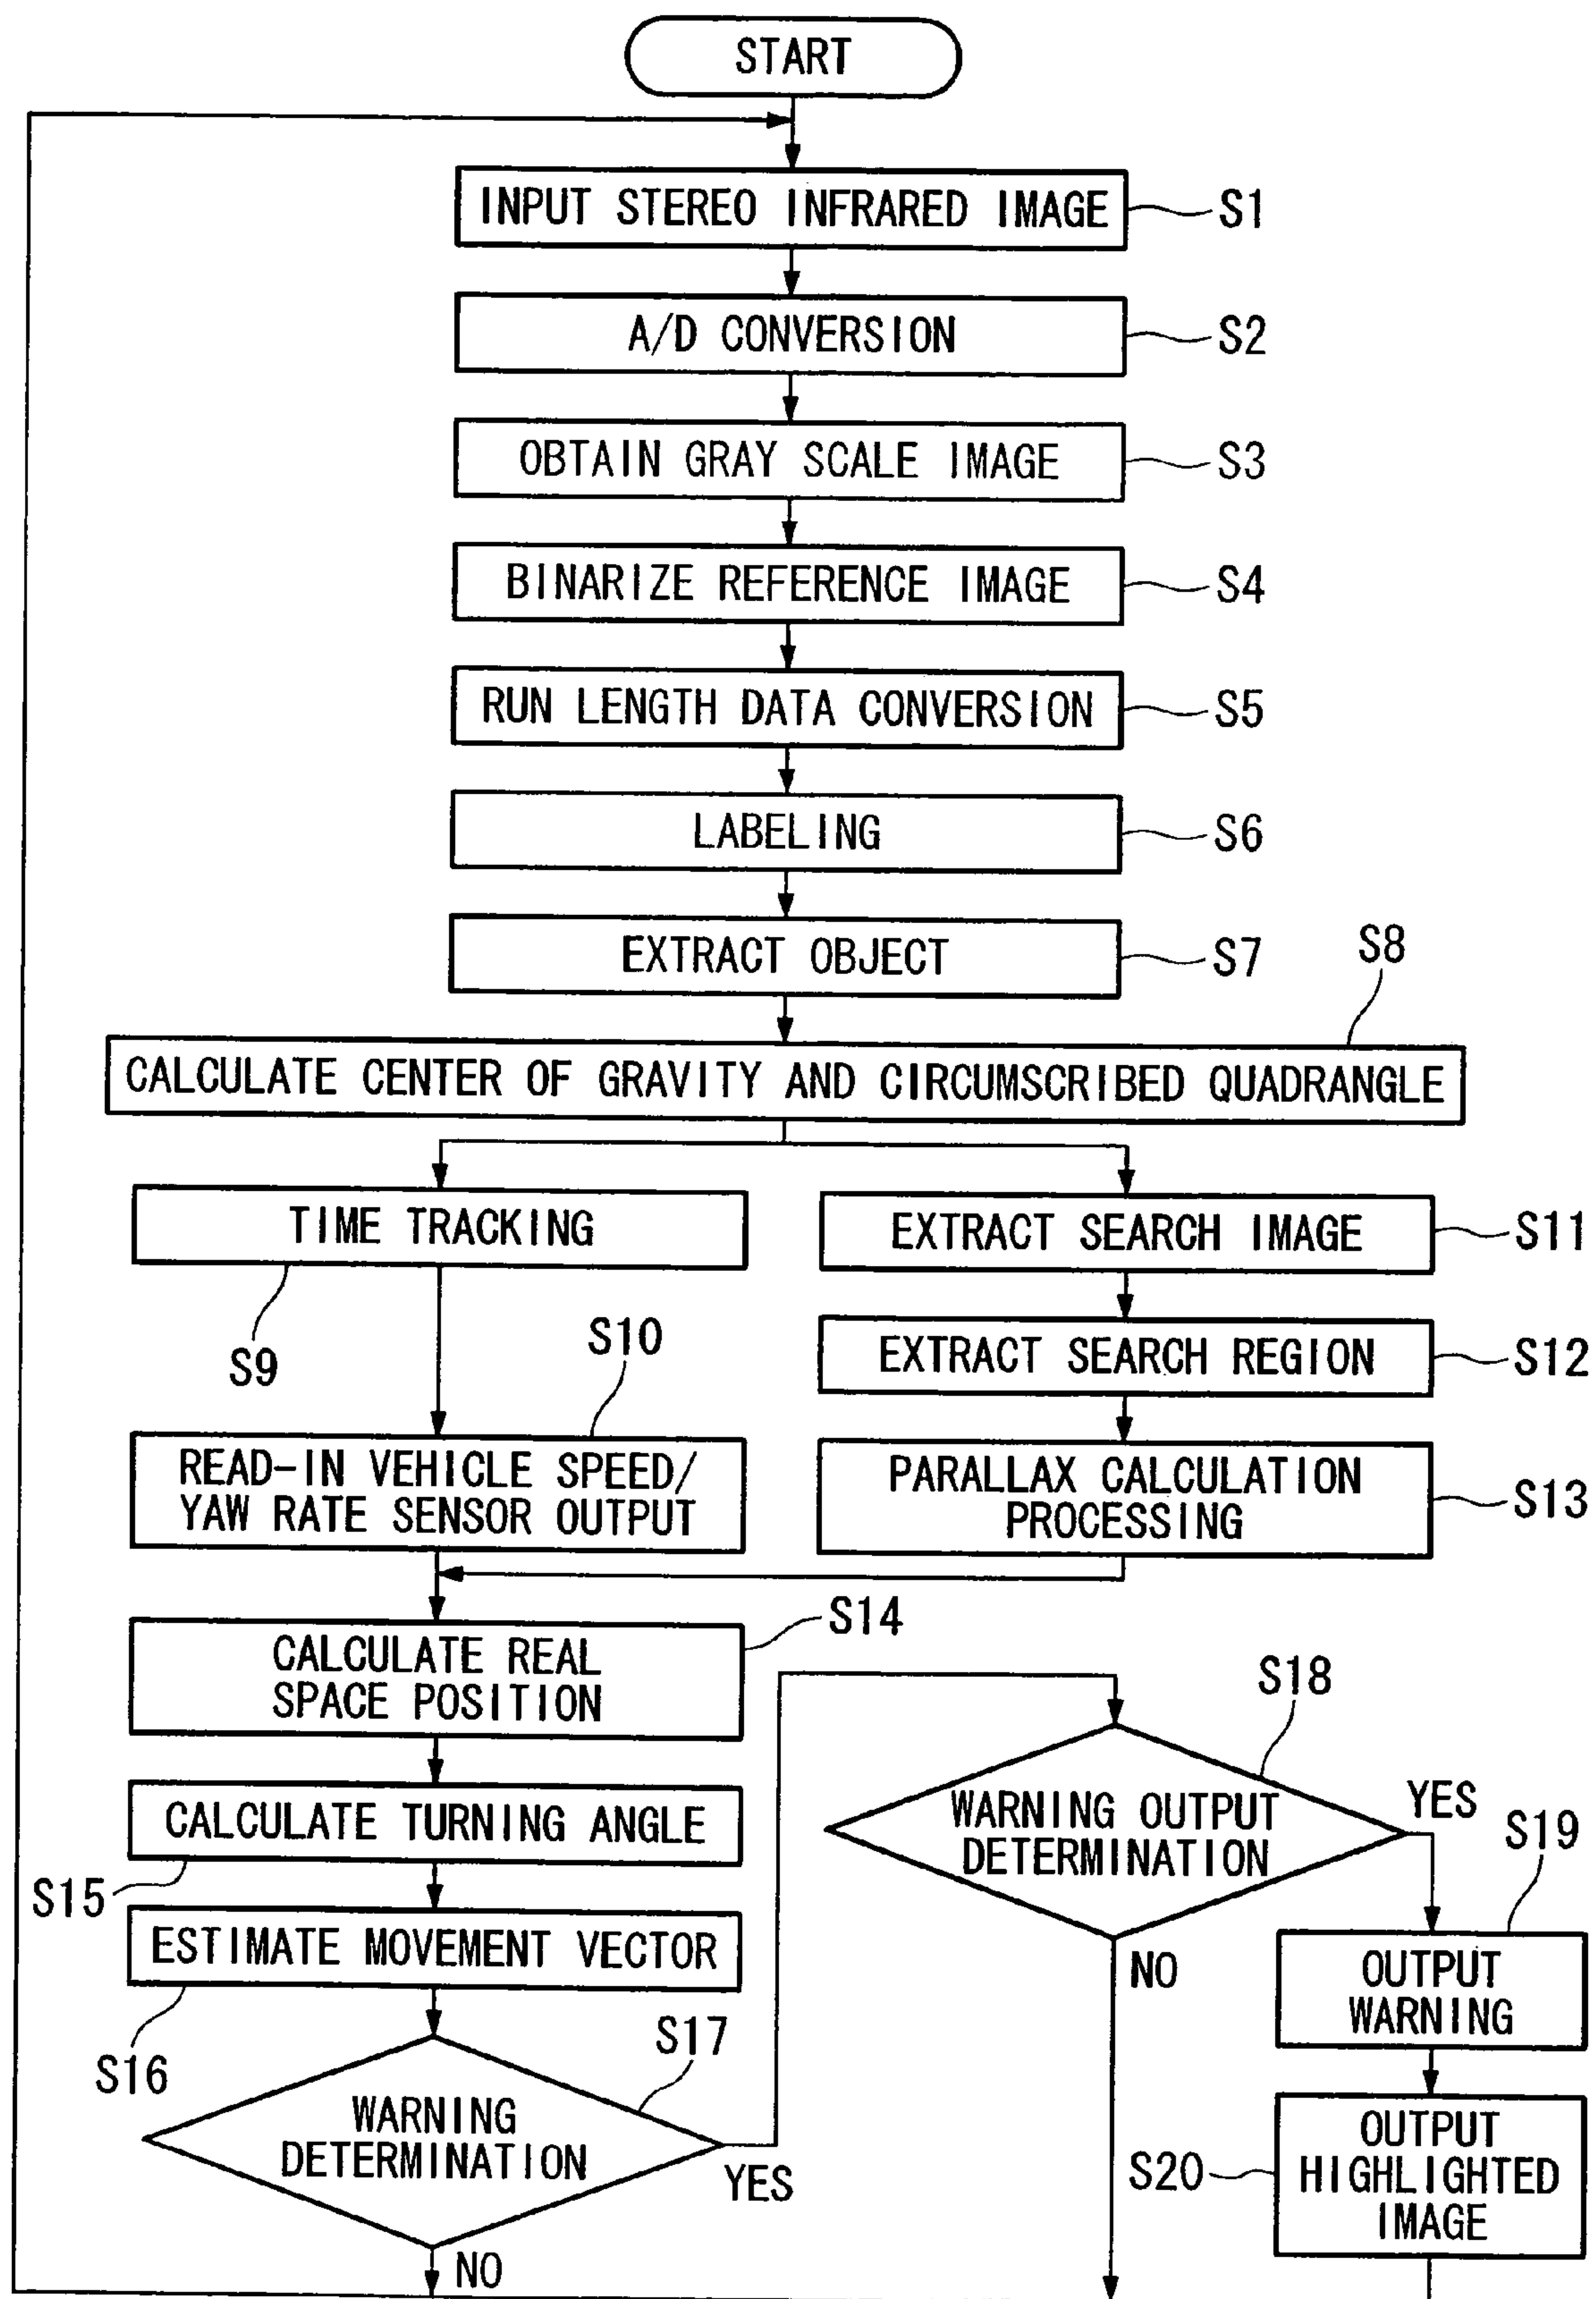 START
INPUT STEREO INFRARED IMAGE
S1
A/D CONVERSION
S2
OBTAIN GRAY SCALE IMAGE
S3
BINARIZE REFERENCE IMAGE
S4
RUN LENGTH DATA CONVERSION
S5
LABELING
S6
EXTRACT OBJECT
S7
S8
CALCULATE CENTER OF GRAVITY AND CIRCUMSCRIBED QUADRANGLE
TIME TRACKING
S9
S10
READ-IN VEHICLE SPEED/
YAW RATE SENSOR OUTPUT
EXTRACT SEARCH IMAGE
S11
EXTRACT SEARCH REGION
S12
PARALLAX CALCULATION
PROCESSING
S13
S14
CALCULATE REAL
SPACE POSITION
CALCULATE TURNING ANGLE
S15
ESTIMATE MOVEMENT VECTOR
S16
S17
WARNING
DETERMINATION
YES
NO
S18
WARNING OUTPUT
DETERMINATION
YES
NO
S19
OUTPUT
WARNING
S20
OUTPUT
HIGHLIGHTED
IMAGE